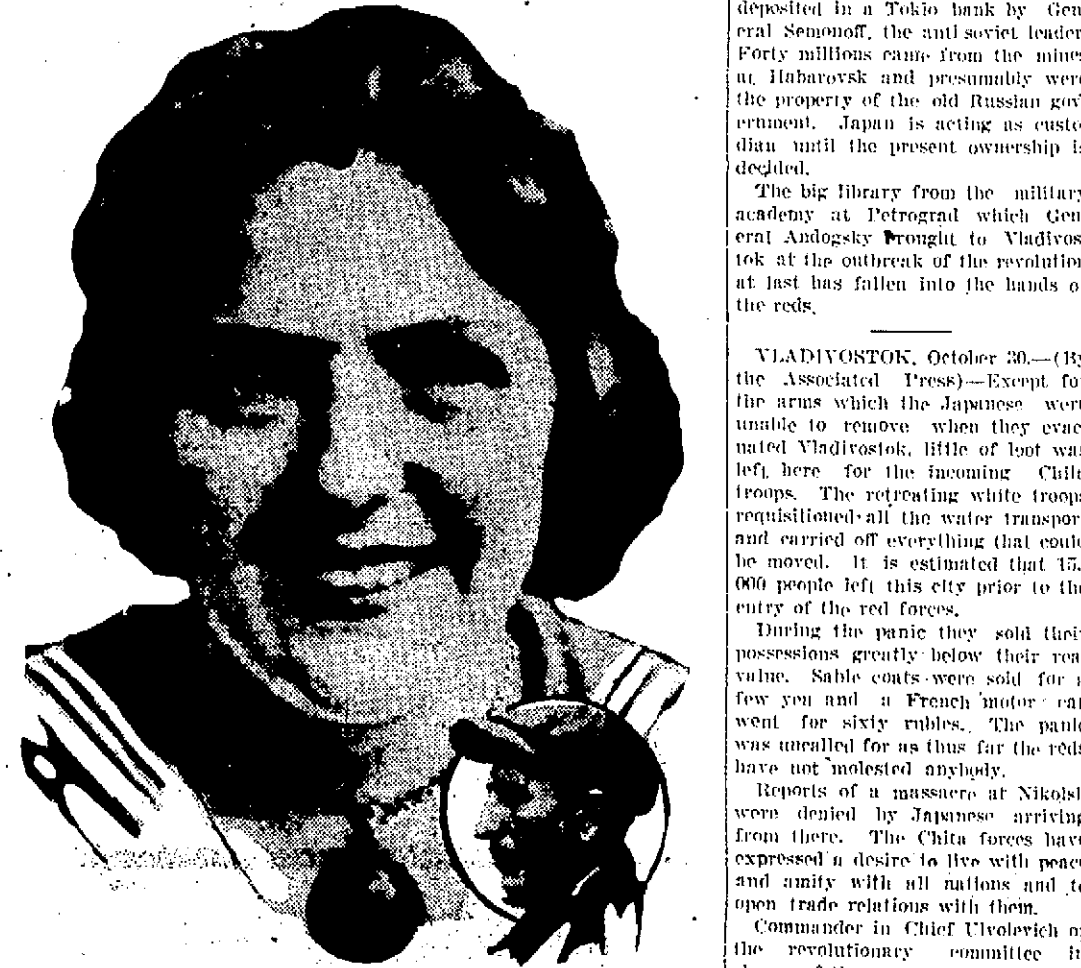 deposited in a Tokio bank by Gen
eral Semonoff, the anti soviet leader
Forty millions came from the mines
at Habarovsk and presumably were
the property of the old Russian gov
ernment. Japan is acting as custo
dian until the present ownership is
decided.
The big library from the military
academy at Petrograd which Gen
eral Andogsky brought to Vladivos
tok at the outbreak of the revolution
at last has fallen into the hands o
the reds.
VLADIVOSTOK, October 30.—(By
the Associated Press)—Except fo
the arms which the Japanese were
unable to remove when they evac
uated Vladivostok, little of loot was
left here for the incoming Chita
troops. The retreating white troops
requisitioned all the water transpor
and carried off everything that could
be moved. It is estimated that 15,
000 people left this city prior to the
entry of the red forces.
During the panic they sold their
possessions greatly below their rea
value. Sable coats were sold for a
few yen and a French motor car
went for sixty rubles. The panic
was uncalled for as thus far the reds
have not molested anybody.
Reports of a massacre at Nikolsk
were denied by Japanese arriving
from there. The Chita forces have
expressed a desire to live with peace
and amity with all nations and to
open trade relations with them.
Commander in Chief Ulvolevich o
the revolutionary committee in